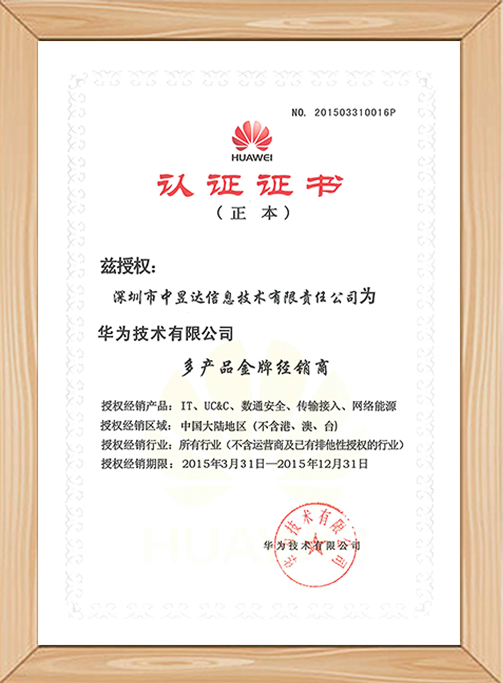 NO. 201503310016P
HUAWEI
认证证书
（正 本）
兹授权：
深圳市中昱达信息技术有限责任公司为
华为技术有限公司
多产品金牌经销商
授权经销产品：IT、UC&C、数通安全、传输接入、网络能源
授权经销区域：中国大陆地区（不含港、澳、台）
授权经销行业：所有行业（不含运营商及已有排他性授权的行业）
授权经销期限：2015年3月31日—2015年12月31日
华为技术有限公司
华为技术有限公司
HUAWEI